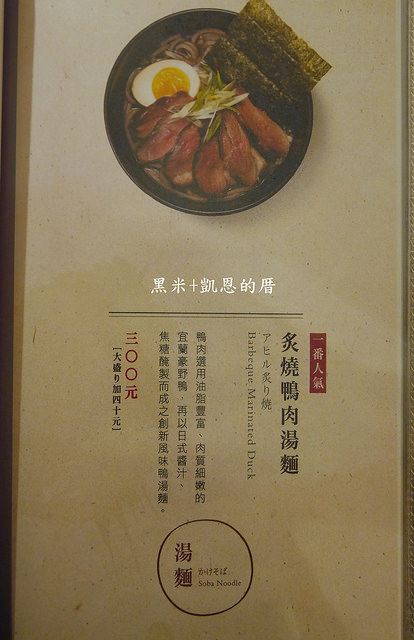 黑米+凱恩的厝
一番人氣
炙燒鴨肉湯麵
アヒル炙り燒
Barbeque Marinated Duck
鴨肉選用油脂豐富、肉質細嫩的
宜蘭豪野鴨，再以日式醬汁、
焦糖醃製而成之創新風味鴨湯麵。
三〇〇元
［大盛り加四十元］
湯麵
かけそば
Soba Noodle